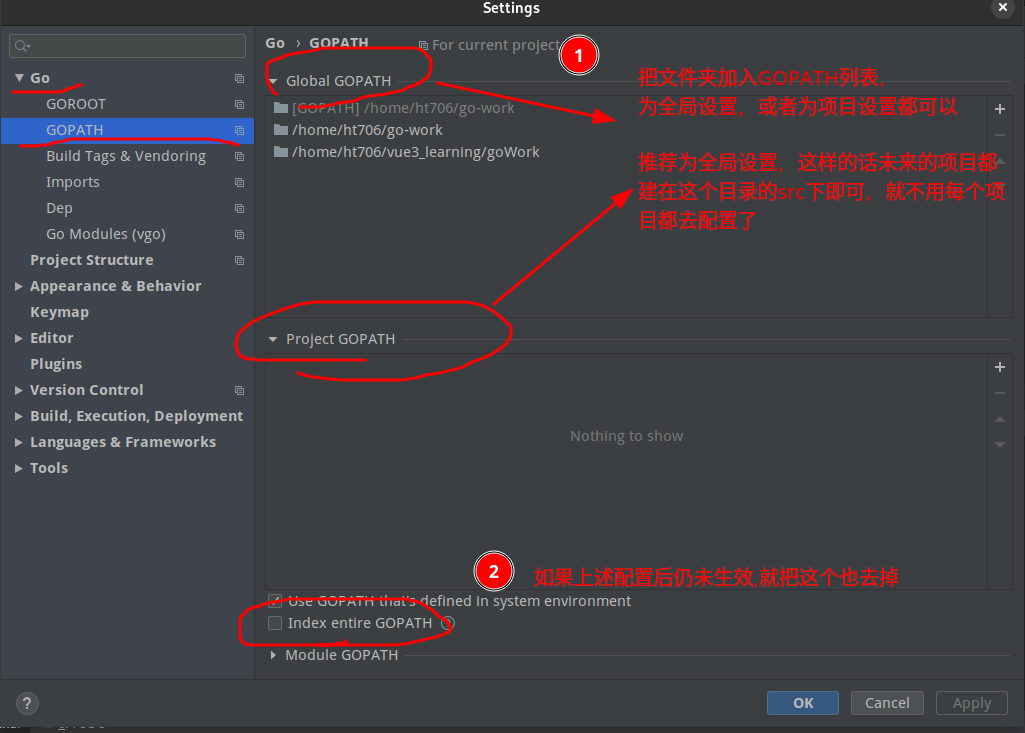 Settings
Go › GOPATH For current project
1
Go
GOROOT
GOPATH
Build Tags & Vendoring
Imports
Dep
Go Modules (vgo)
Project Structure
Appearance & Behavior
Keymap
Editor
Plugins
Version Control
Build, Execution, Deployment
Languages & Frameworks
Tools
Global GOPATH
[GOPATH] /home/ht706/go-work
/home/ht706/go-work
/home/ht706/vue3_learning/goWork
把文件夹加入GOPATH列表,
为全局设置，或者为项目设置都可以
推荐为全局设置，这样的话未来的项目都
建在这个目录的src下即可，就不用每个项
目都去配置了
Project GOPATH
Nothing to show
2
如果上述配置后仍未生效,就把这个也去掉
Use GOPATH that's defined in system environment
Index entire GOPATH ?
Module GOPATH
?
OK
Cancel
Apply